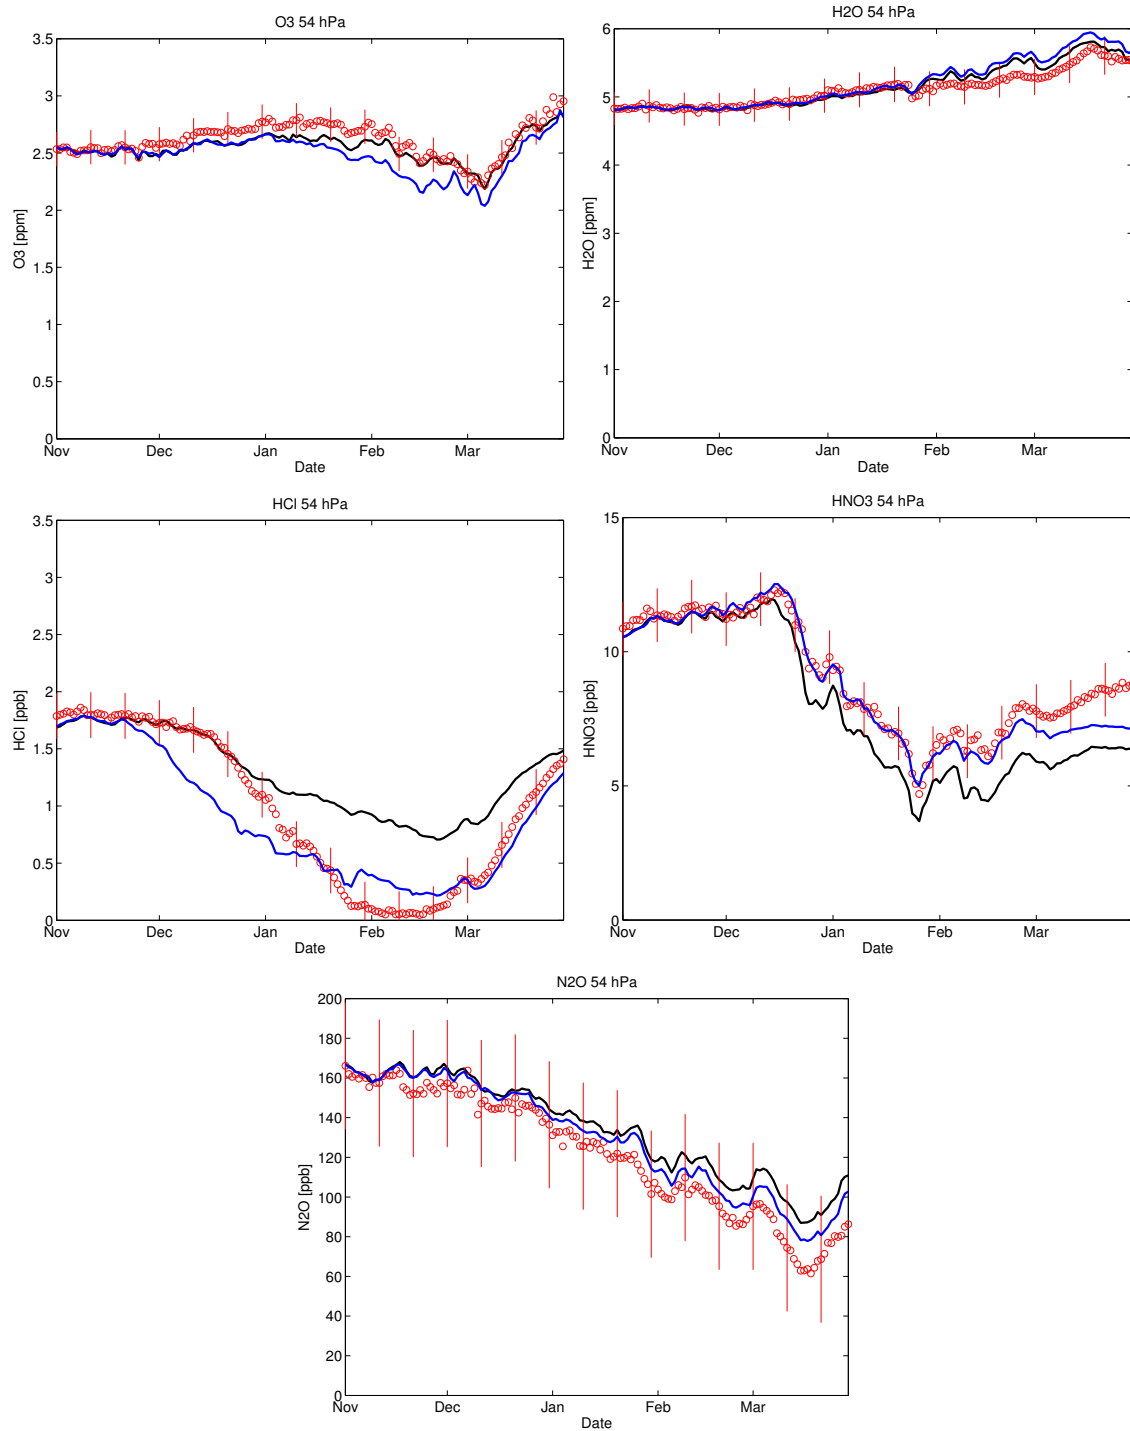 O3 54 hPa
3.5
3
2.5
2
1.5
1
0.5
0
O3 [ppm]
Nov Dec Jan Feb Mar
Date
H2O 54 hPa
6
5
4
3
2
1
0
H2O [ppm]
Nov Dec Jan Feb Mar
Date
HCl 54 hPa
3.5
3
2.5
2
1.5
1
0.5
0
HCl [ppb]
Nov Dec Jan Feb Mar
Date
HNO3 54 hPa
15
10
5
0
HNO3 [ppb]
Nov Dec Jan Feb Mar
Date
N2O 54 hPa
200
180
160
140
120
100
80
60
40
20
0
N2O [ppb]
Nov Dec Jan Feb Mar
Date